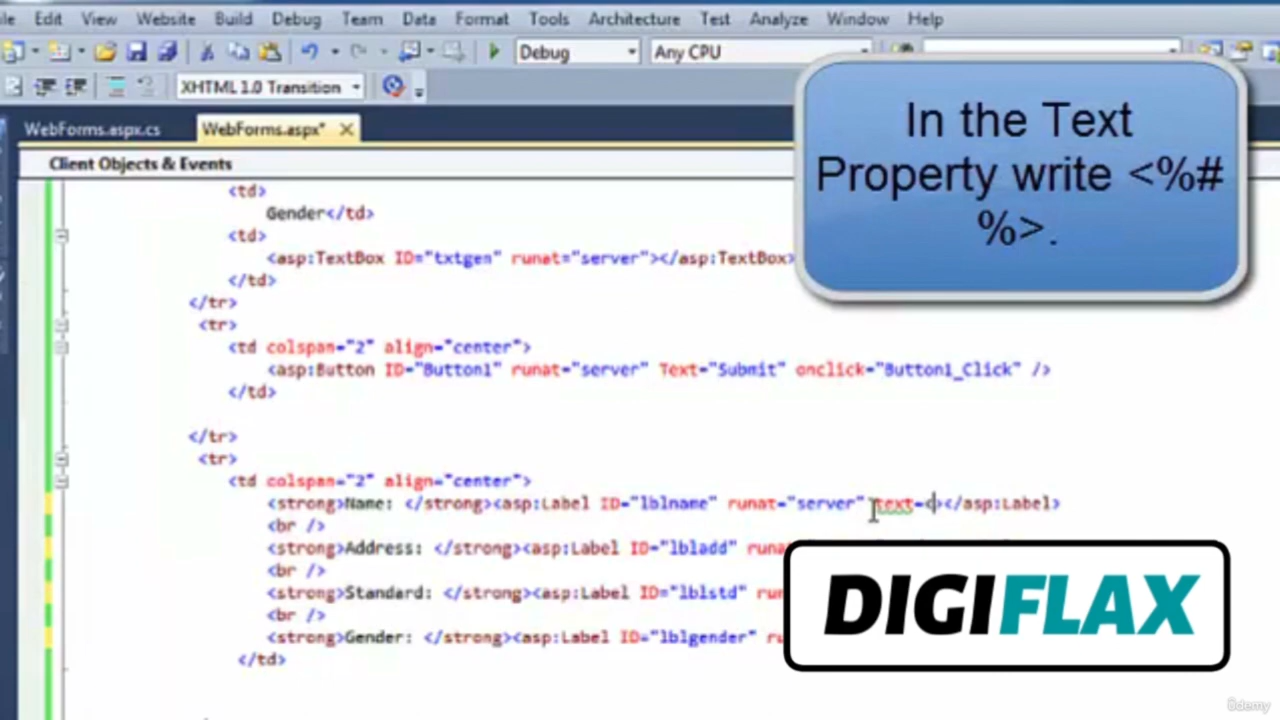 Edit View Website Build Debug Team Data Format Tools Architecture Test Analyze Window Help
Debug Any CPU
XHTML 1.0 Transition
WebForms.aspx.cs WebForms.aspx*
Client Objects & Events
In the Text
Property write <%#
%>.
<td>
Gender</td>
<td>
<asp:TextBox ID="txtgen" runat="server"></asp:TextBox>
</td>
</tr>
<tr>
<td colspan="2" align="center">
<asp:Button ID="Button1" runat="server" Text="Submit" onclick="Button1_Click" />
</td>
</tr>
<tr>
<td colspan="2" align="center">
<strong>Name: </strong><asp:Label ID="lblname" runat="server" text=<></asp:Label>
<br />
<strong>Address: </strong><asp:Label ID="lbladd" runa
<br />
<strong>Standard: </strong><asp:Label ID="lblstd" ru
<br />
<strong>Gender: </strong><asp:Label ID="lblgender" ru
</td>
DIGIFLAX
ûdemy